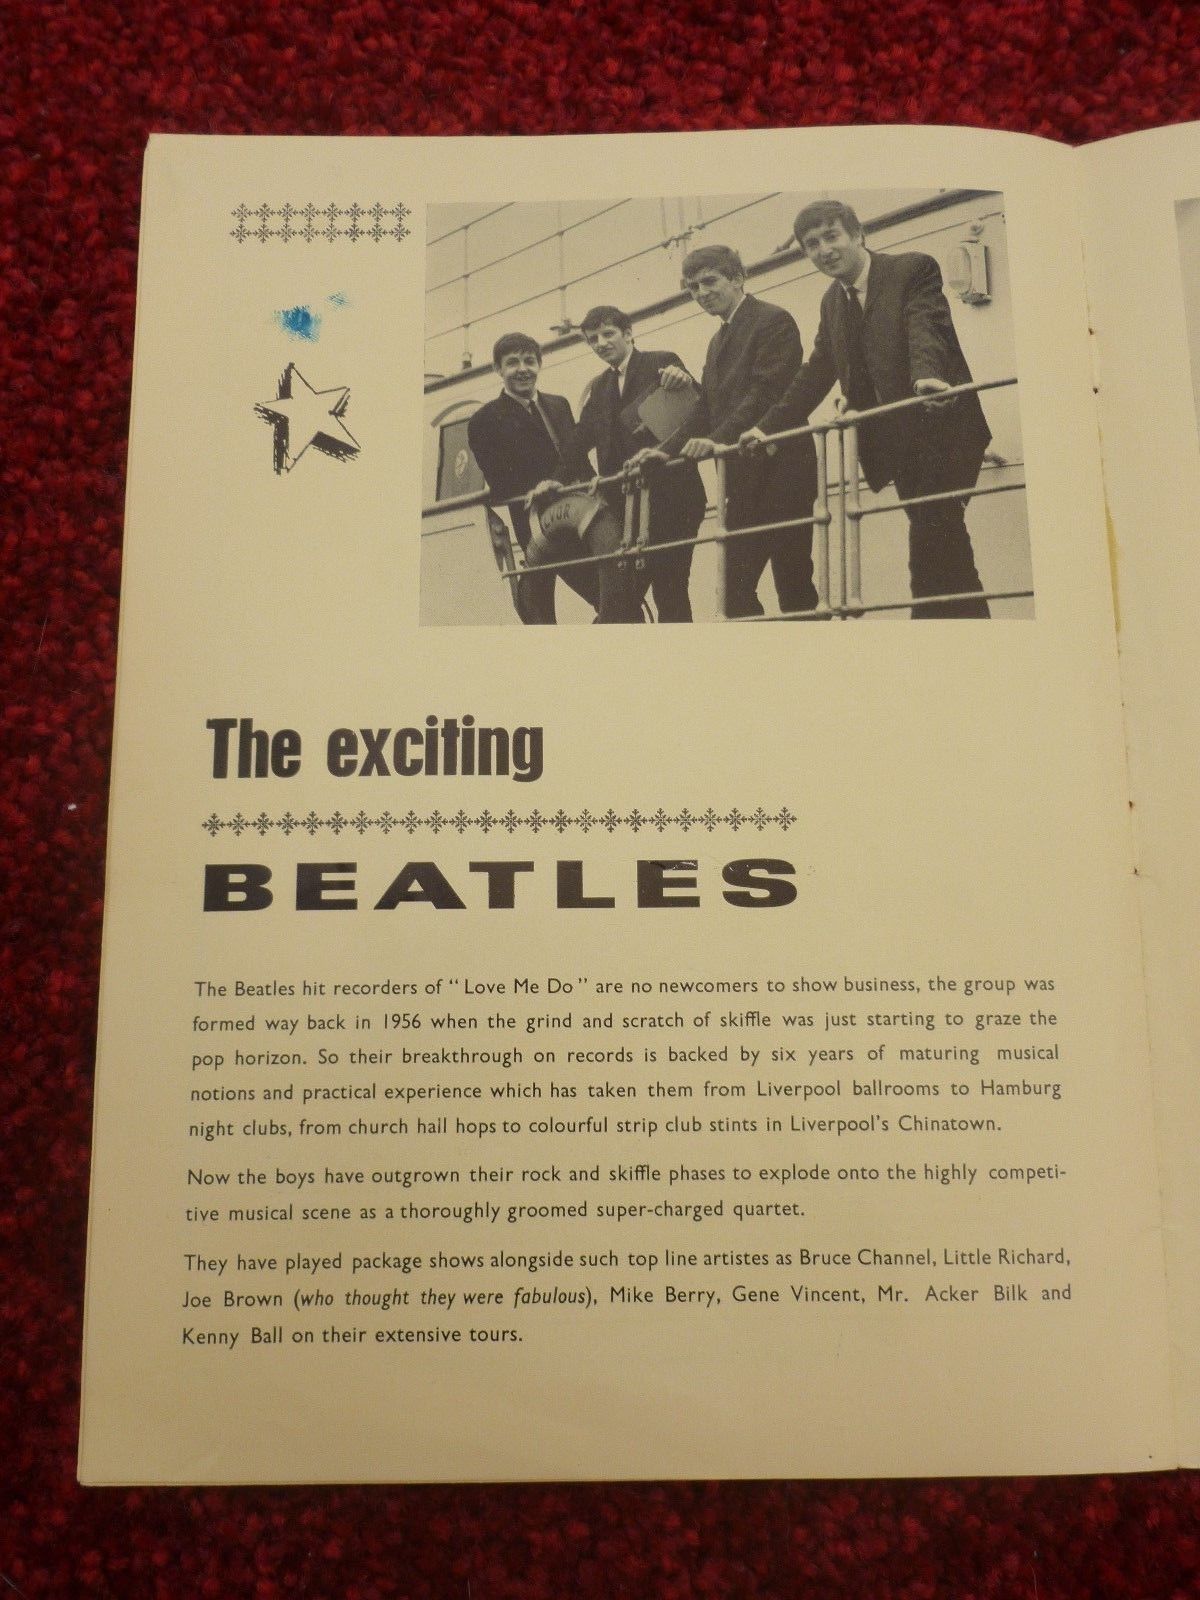 LVOR
The exciting
BEATLES
The Beatles hit recorders of “Love Me Do” are no newcomers to show business, the group was
formed way back in 1956 when the grind and scratch of skiffle was just starting to graze the
pop horizon. So their breakthrough on records is backed by six years of maturing musical
notions and practical experience which has taken them from Liverpool ballrooms to Hamburg
night clubs, from church hall hops to colourful strip club stints in Liverpool's Chinatown.
Now the boys have outgrown their rock and skiffle phases to explode onto the highly competi-
tive musical scene as a thoroughly groomed super-charged quartet.
They have played package shows alongside such top line artistes as Bruce Channel, Little Richard,
Joe Brown (who thought they were fabulous), Mike Berry, Gene Vincent, Mr. Acker Bilk and
Kenny Ball on their extensive tours.